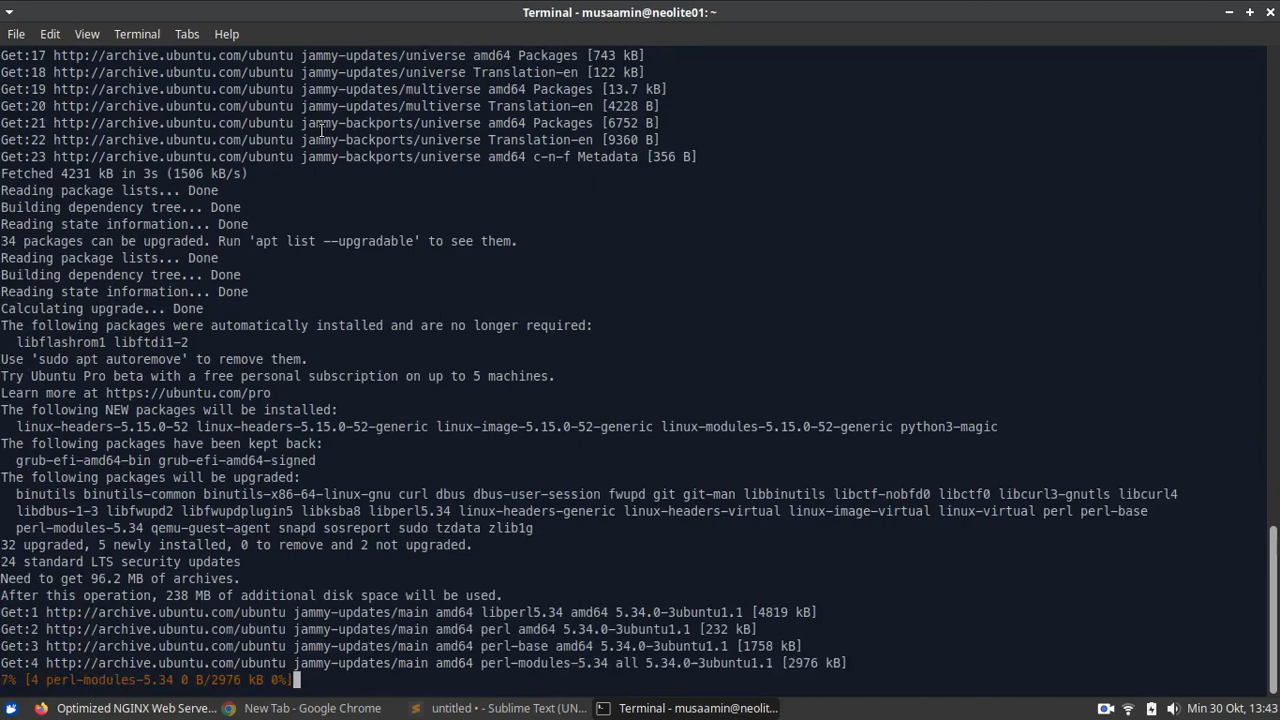 Terminal - musaamin@neolite01: ~
File Edit View Terminal Tabs Help
Get:17 http://archive.ubuntu.com/ubuntu jammy-updates/universe amd64 Packages [743 kB]
Get:18 http://archive.ubuntu.com/ubuntu jammy-updates/universe Translation-en [122 kB]
Get:19 http://archive.ubuntu.com/ubuntu jammy-updates/multiverse amd64 Packages [13.7 kB]
Get:20 http://archive.ubuntu.com/ubuntu jammy-updates/multiverse Translation-en [4228 B]
Get:21 http://archive.ubuntu.com/ubuntu jammy-backports/universe amd64 Packages [6752 B]
Get:22 http://archive.ubuntu.com/ubuntu jammy-backports/universe Translation-en [9360 B]
Get:23 http://archive.ubuntu.com/ubuntu jammy-backports/universe amd64 c-n-f Metadata [356 B]
Fetched 4231 kB in 3s (1506 kB/s)
Reading package lists... Done
Building dependency tree... Done
Reading state information... Done
34 packages can be upgraded. Run 'apt list --upgradable' to see them.
Reading package lists... Done
Building dependency tree... Done
Reading state information... Done
Calculating upgrade... Done
The following packages were automatically installed and are no longer required:
libflashrom1 libftdi1-2
Use 'sudo apt autoremove' to remove them.
Try Ubuntu Pro beta with a free personal subscription on up to 5 machines.
Learn more at https://ubuntu.com/pro
The following NEW packages will be installed:
linux-headers-5.15.0-52 linux-headers-5.15.0-52-generic linux-image-5.15.0-52-generic linux-modules-5.15.0-52-generic python3-magic
The following packages have been kept back:
grub-efi-amd64-bin grub-efi-amd64-signed
The following packages will be upgraded:
binutils binutils-common binutils-x86-64-linux-gnu curl dbus dbus-user-session fwupd git git-man libbinutils libctf-nobfd0 libctf0 libcurl3-gnutls libcurl4
libdbus-1-3 libfwupd2 libfwupdplugin5 libksba8 libperl5.34 linux-headers-generic linux-headers-virtual linux-image-virtual linux-virtual perl perl-base
perl-modules-5.34 qemu-guest-agent snapd sosreport sudo tzdata zlib1g
32 upgraded, 5 newly installed, 0 to remove and 2 not upgraded.
24 standard LTS security updates
Need to get 96.2 MB of archives.
After this operation, 238 MB of additional disk space will be used.
Get:1 http://archive.ubuntu.com/ubuntu jammy-updates/main amd64 libperl5.34 amd64 5.34.0-3ubuntu1.1 [4819 kB]
Get:2 http://archive.ubuntu.com/ubuntu jammy-updates/main amd64 perl amd64 5.34.0-3ubuntu1.1 [232 kB]
Get:3 http://archive.ubuntu.com/ubuntu jammy-updates/main amd64 perl-base amd64 5.34.0-3ubuntu1.1 [1758 kB]
Get:4 http://archive.ubuntu.com/ubuntu jammy-updates/main amd64 perl-modules-5.34 all 5.34.0-3ubuntu1.1 [2976 kB]
7% [4 perl-modules-5.34 0 B/2976 kB 0%]
Optimized NGINX Web Serve... New Tab - Google Chrome untitled • - Sublime Text (UN... Terminal - musaamin@neolit... Min 30 Okt, 13:43